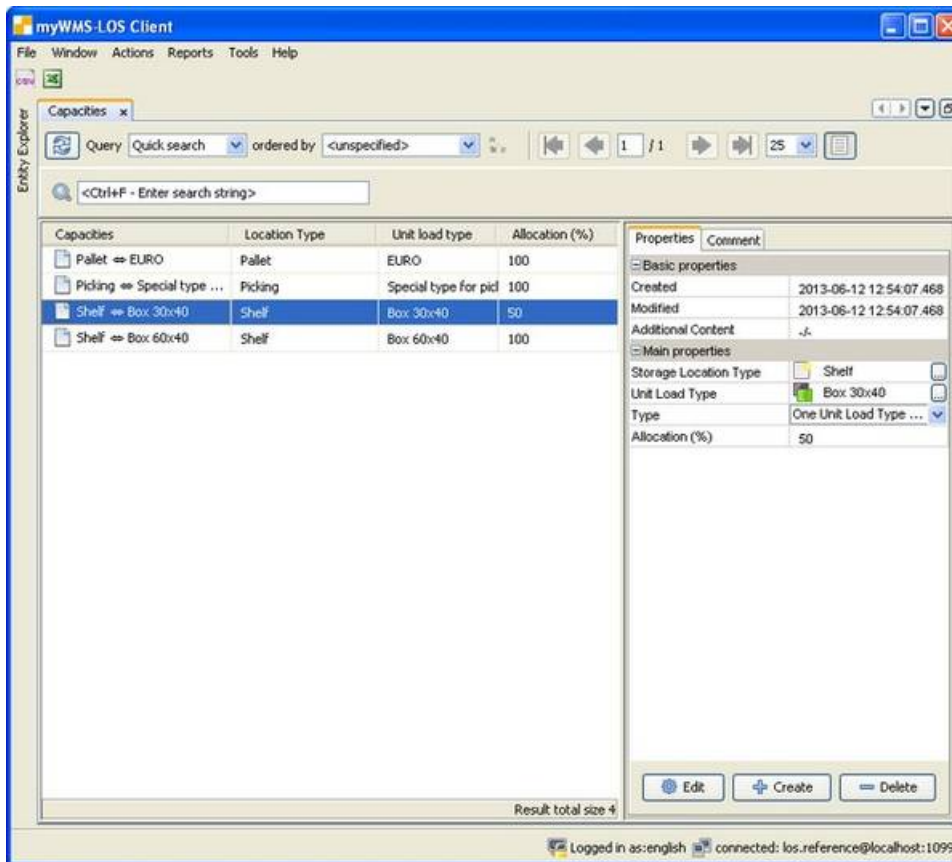 myWMS-LOS Client
File Window Actions Reports Tools Help
CSV
Entity Explorer
Capacities x
Query Quick search ordered by <unspecified> 1 / 1 25
<Ctrl+F - Enter search string>
Capacities Location Type Unit load type Allocation (%)
Pallet ⇔ EURO Pallet EURO 100
Picking ⇔ Special type ... Picking Special type for 100
Shelf ⇔ Box 30x40 Shelf Box 30x40 50
Shelf ⇔ Box 60x40 Shelf Box 60x40 100
Result total size 4
Properties Comment
Basic properties
Created 2013-06-12 12:54:07.468
Modified 2013-06-12 12:54:07.468
Additional Content -/-
Main properties
Storage Location Type Shelf ...
Unit Load Type Box 30x40 ...
Type One Unit Load Type ...
Allocation (%) 50
Edit Create Delete
Logged in as:english connected: los.reference@localhost:109